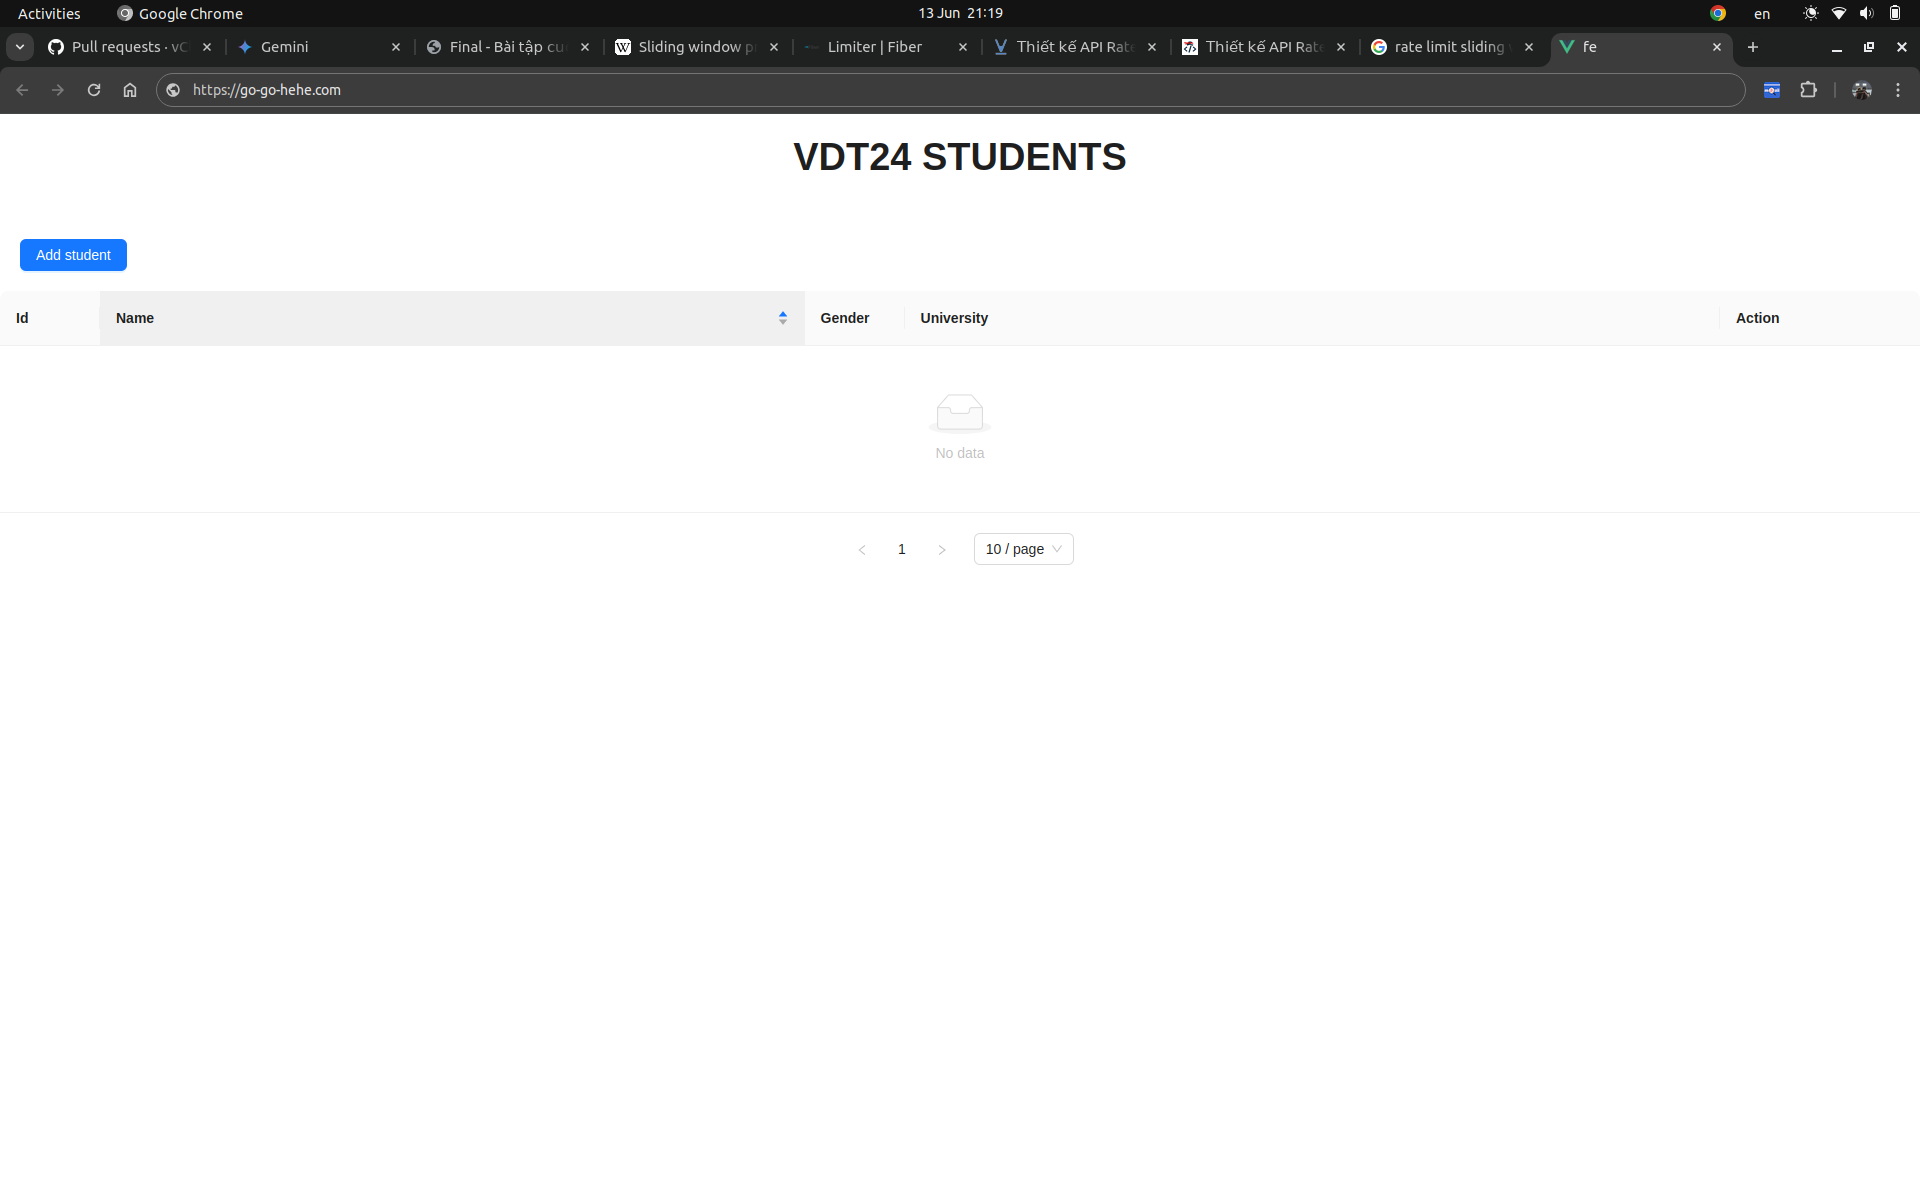 Activities Google Chrome 13 Jun 21:19 en
Pull requests · vC Gemini Final - Bài tập cu Sliding window p Limiter | Fiber Thiết kế API Rate Thiết kế API Rate rate limit sliding fe
https://go-go-hehe.com
VDT24 STUDENTS
Add student
Id Name Gender University Action
No data
1 10 / page